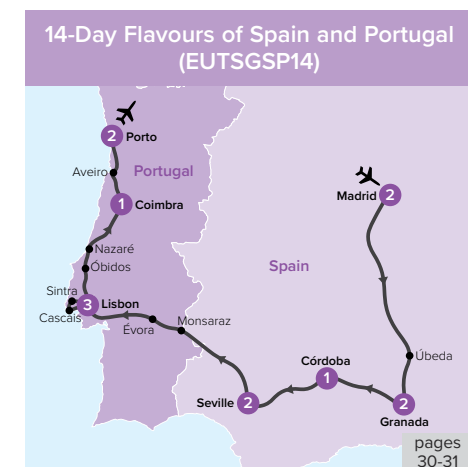 14-Day Flavours of Spain and Portugal
(EUTSGSP14)
2 Porto
Aveiro
Portugal
1 Coimbra
Madrid 2
Nazaré
Óbidos
Spain
Sintra
3 Lisbon
Cascais
Évora
Monsaraz
Úbeda
Córdoba
1
Seville 2
2
Granada
pages
30-31